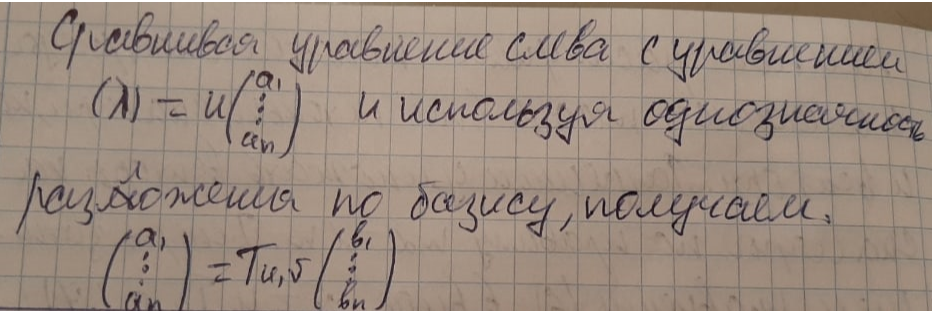 Сравнивая уравнение слева с уравнением
(λ) = u(a₁ ⋮ aₙ) и используя однозначность
разложения по базису, получаем.
(a₁ ⋮ aₙ) = Tu,v (b₁ ⋮ bₙ)